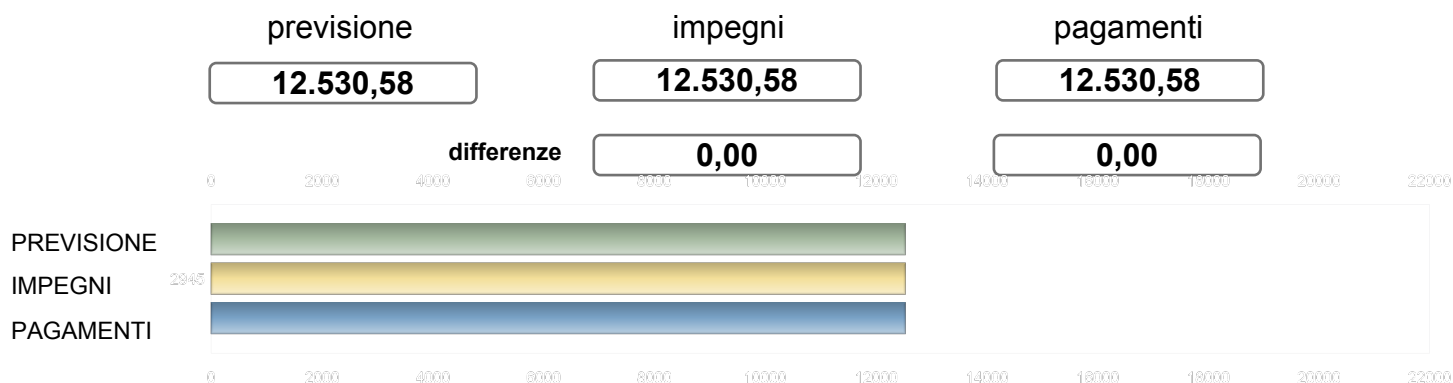 previsione impegni pagamenti
12.530,58 12.530,58 12.530,58
differenze 0,00 0,00
0 2000 4000 6000 8000 10000 12000 14000 16000 18000 20000 22000
PREVISIONE
2945
IMPEGNI
PAGAMENTI
0 2000 4000 6000 8000 10000 12000 14000 16000 18000 20000 22000